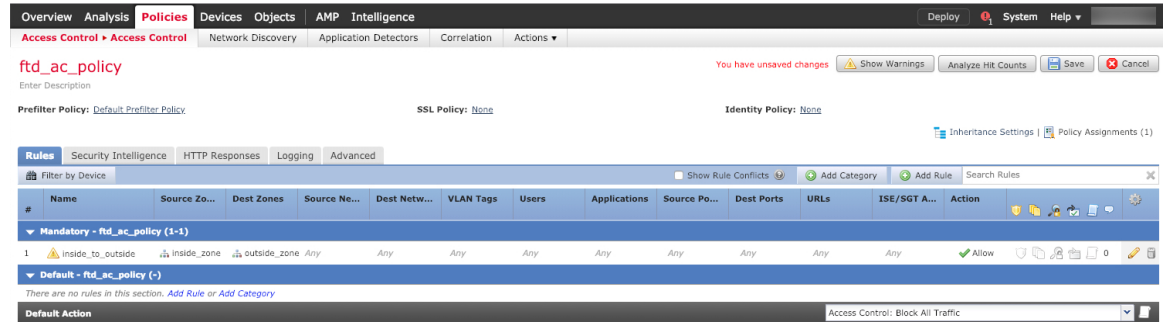 Overview Analysis Policies Devices Objects AMP Intelligence Deploy 1 System Help ▾
Access Control ▸ Access Control Network Discovery Application Detectors Correlation Actions ▾
ftd_ac_policy You have unsaved changes Show Warnings Analyze Hit Counts Save Cancel
Enter Description
Prefilter Policy: Default Prefilter Policy SSL Policy: None Identity Policy: None
Inheritance Settings | Policy Assignments (1)
Rules Security Intelligence HTTP Responses Logging Advanced
Filter by Device Show Rule Conflicts Add Category Add Rule Search Rules
# Name Source Zo... Dest Zones Source Ne... Dest Netw... VLAN Tags Users Applications Source Po... Dest Ports URLs ISE/SGT A... Action
Mandatory - ftd_ac_policy (1-1)
1 inside_to_outside inside_zone outside_zone Any Any Any Any Any Any Any Any Any Allow 0
Default - ftd_ac_policy (-)
There are no rules in this section. Add Rule or Add Category
Default Action Access Control: Block All Traffic